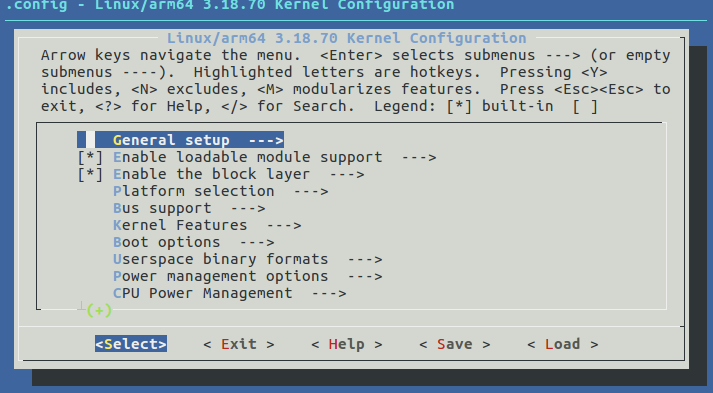 .config - Linux/arm64 3.18.70 Kernel Configuration
Linux/arm64 3.18.70 Kernel Configuration
Arrow keys navigate the menu.  <Enter> selects submenus ---> (or empty
submenus ----).  Highlighted letters are hotkeys.  Pressing <Y>
includes, <N> excludes, <M> modularizes features.  Press <Esc><Esc> to
exit, <?> for Help, </> for Search.  Legend: [*] built-in  [ ]
General setup  --->
[*] Enable loadable module support  --->
[*] Enable the block layer  --->
Platform selection  --->
Bus support  --->
Kernel Features  --->
Boot options  --->
Userspace binary formats  --->
Power management options  --->
CPU Power Management  --->
(+)
<Select>    < Exit >    < Help >    < Save >    < Load >